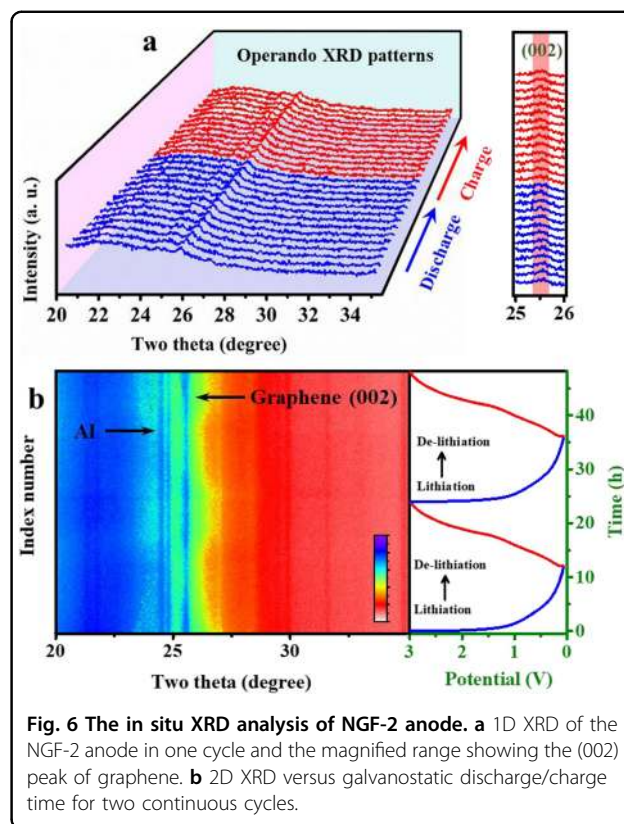 a
Operando XRD patterns
(002)
Intensity (a. u.)
Charge
Discharge
20 22 24 26 28 30 32 34
Two theta (degree)
25 26
b
Graphene (002)
Al
Index number
De-lithiation
Lithiation
De-lithiation
Lithiation
40
30
20
10
0
Time (h)
20 25 30
3 2 1 0
Two theta (degree)
Potential (V)
Fig. 6 The in situ XRD analysis of NGF-2 anode. a 1D XRD of the
NGF-2 anode in one cycle and the magnified range showing the (002)
peak of graphene. b 2D XRD versus galvanostatic discharge/charge
time for two continuous cycles.